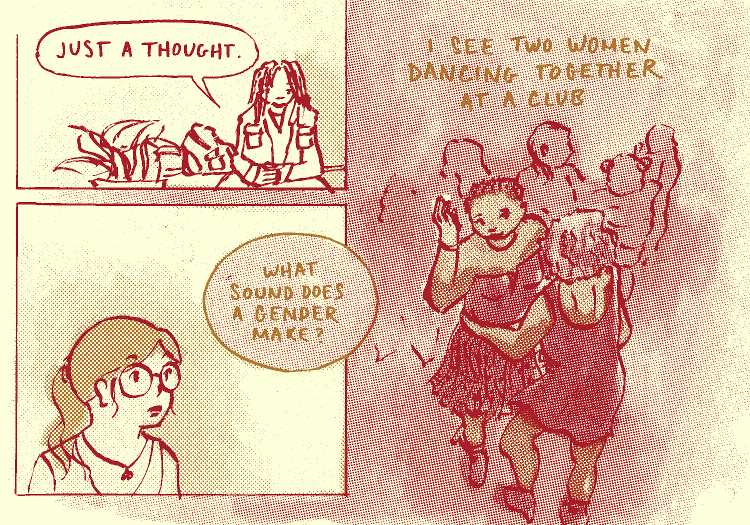 JUST A THOUGHT.
WHAT
SOUND DOES
A GENDER
MAKE?
I SEE TWO WOMEN
DANCING TOGETHER
AT A CLUB